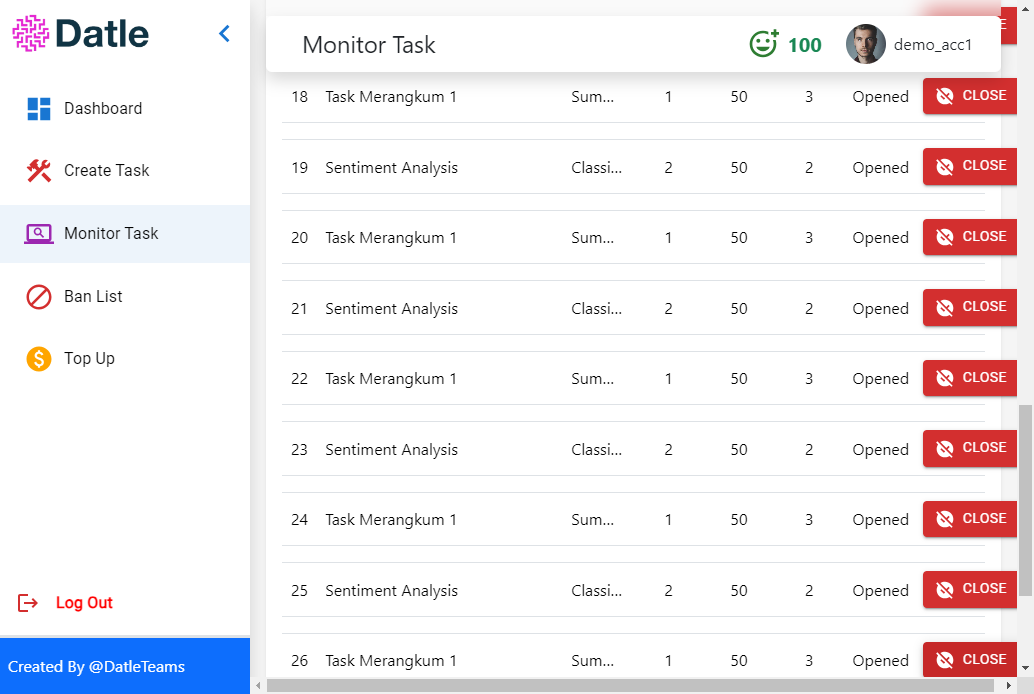 Datle
Monitor Task
100
demo_acc1
Dashboard
Create Task
Monitor Task
Ban List
Top Up
Log Out
Created By @DatleTeams
18 Task Merangkum 1 Sum... 1 50 3 Opened CLOSE
19 Sentiment Analysis Classi... 2 50 2 Opened CLOSE
20 Task Merangkum 1 Sum... 1 50 3 Opened CLOSE
21 Sentiment Analysis Classi... 2 50 2 Opened CLOSE
22 Task Merangkum 1 Sum... 1 50 3 Opened CLOSE
23 Sentiment Analysis Classi... 2 50 2 Opened CLOSE
24 Task Merangkum 1 Sum... 1 50 3 Opened CLOSE
25 Sentiment Analysis Classi... 2 50 2 Opened CLOSE
26 Task Merangkum 1 Sum... 1 50 3 Opened CLOSE